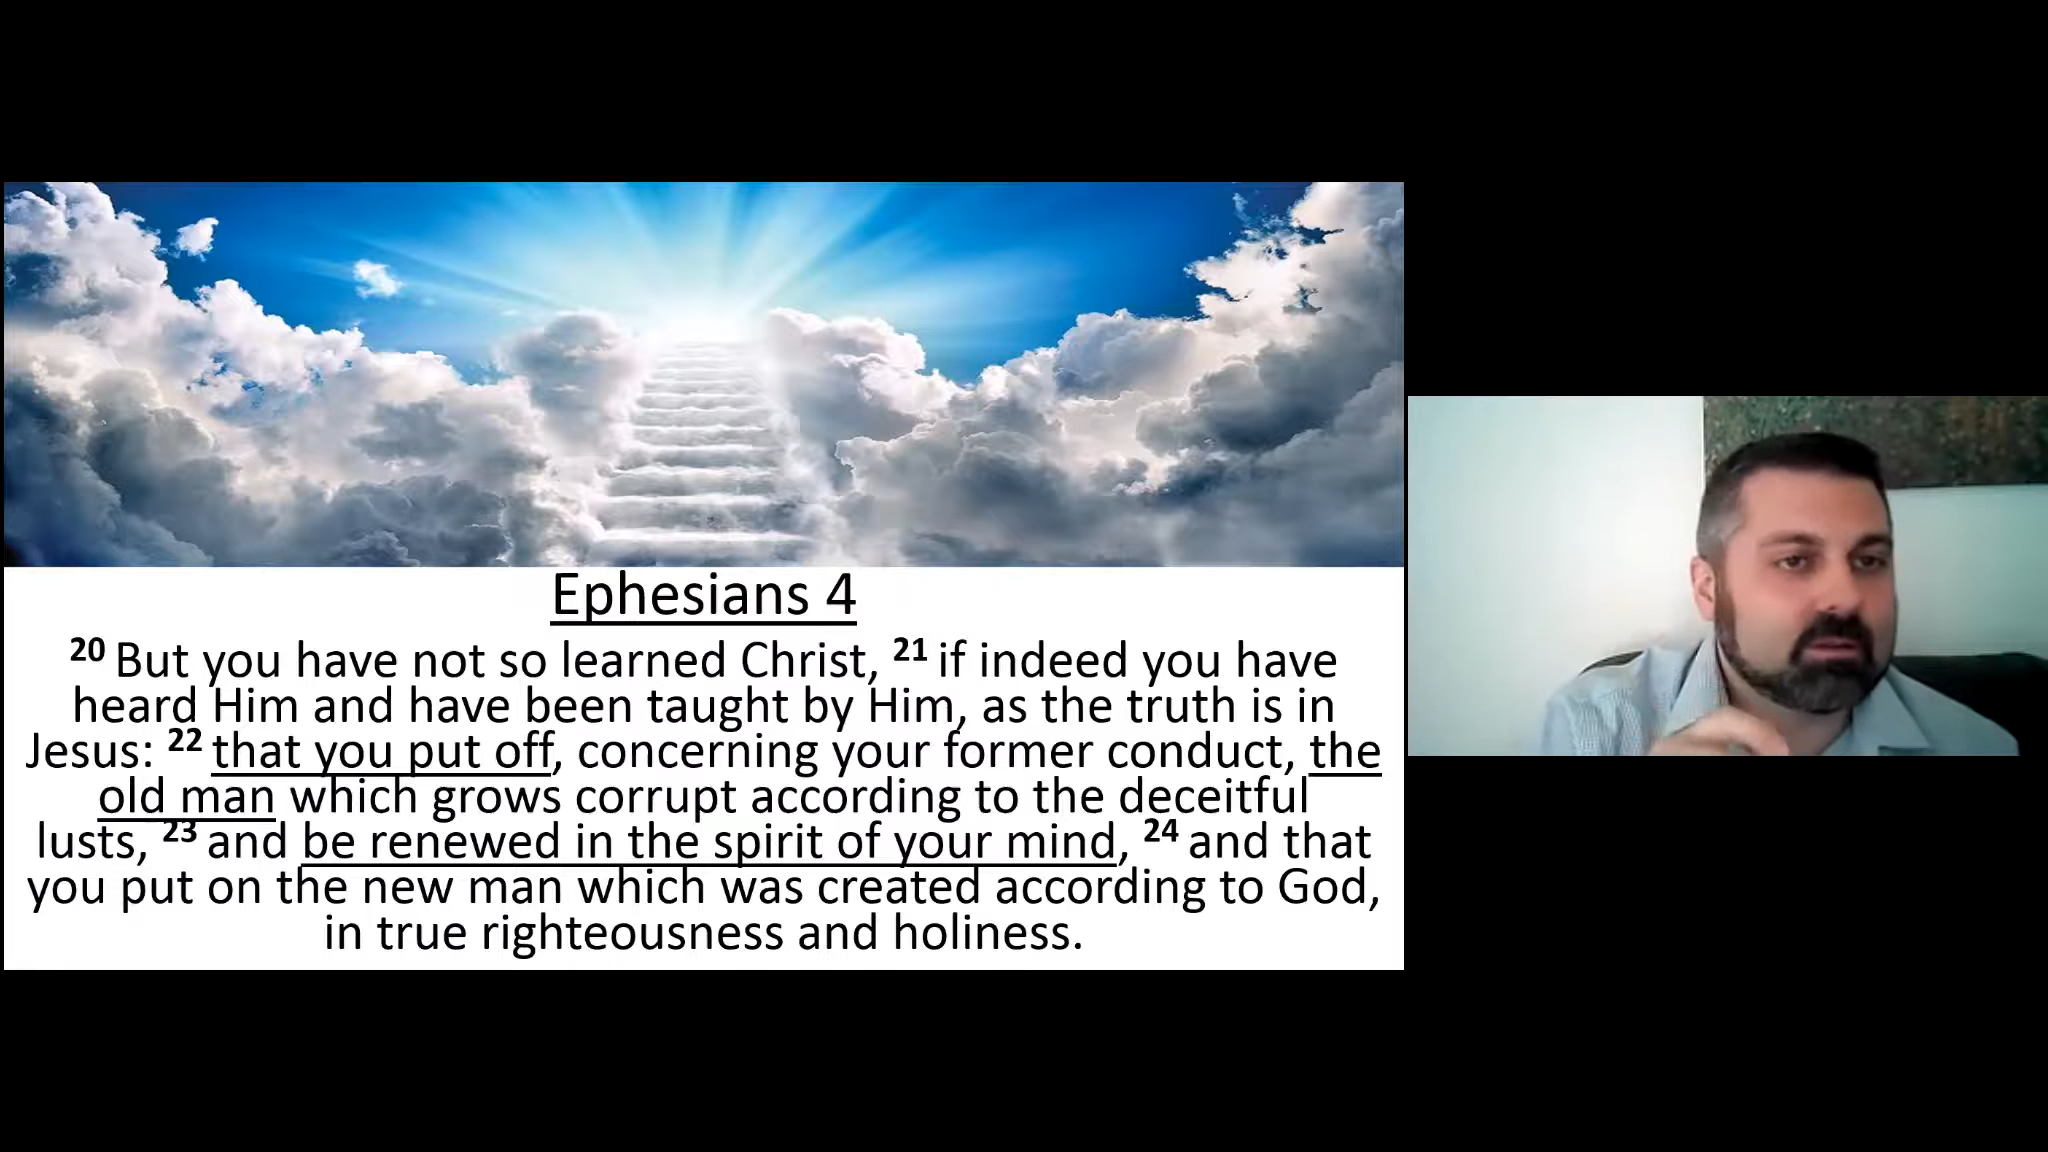 Ephesians 4
20 But you have not so learned Christ, 21 if indeed you have
heard Him and have been taught by Him, as the truth is in
Jesus: 22 that you put off, concerning your former conduct, the
old man which grows corrupt according to the deceitful
lusts, 23 and be renewed in the spirit of your mind, 24 and that
you put on the new man which was created according to God,
in true righteousness and holiness.